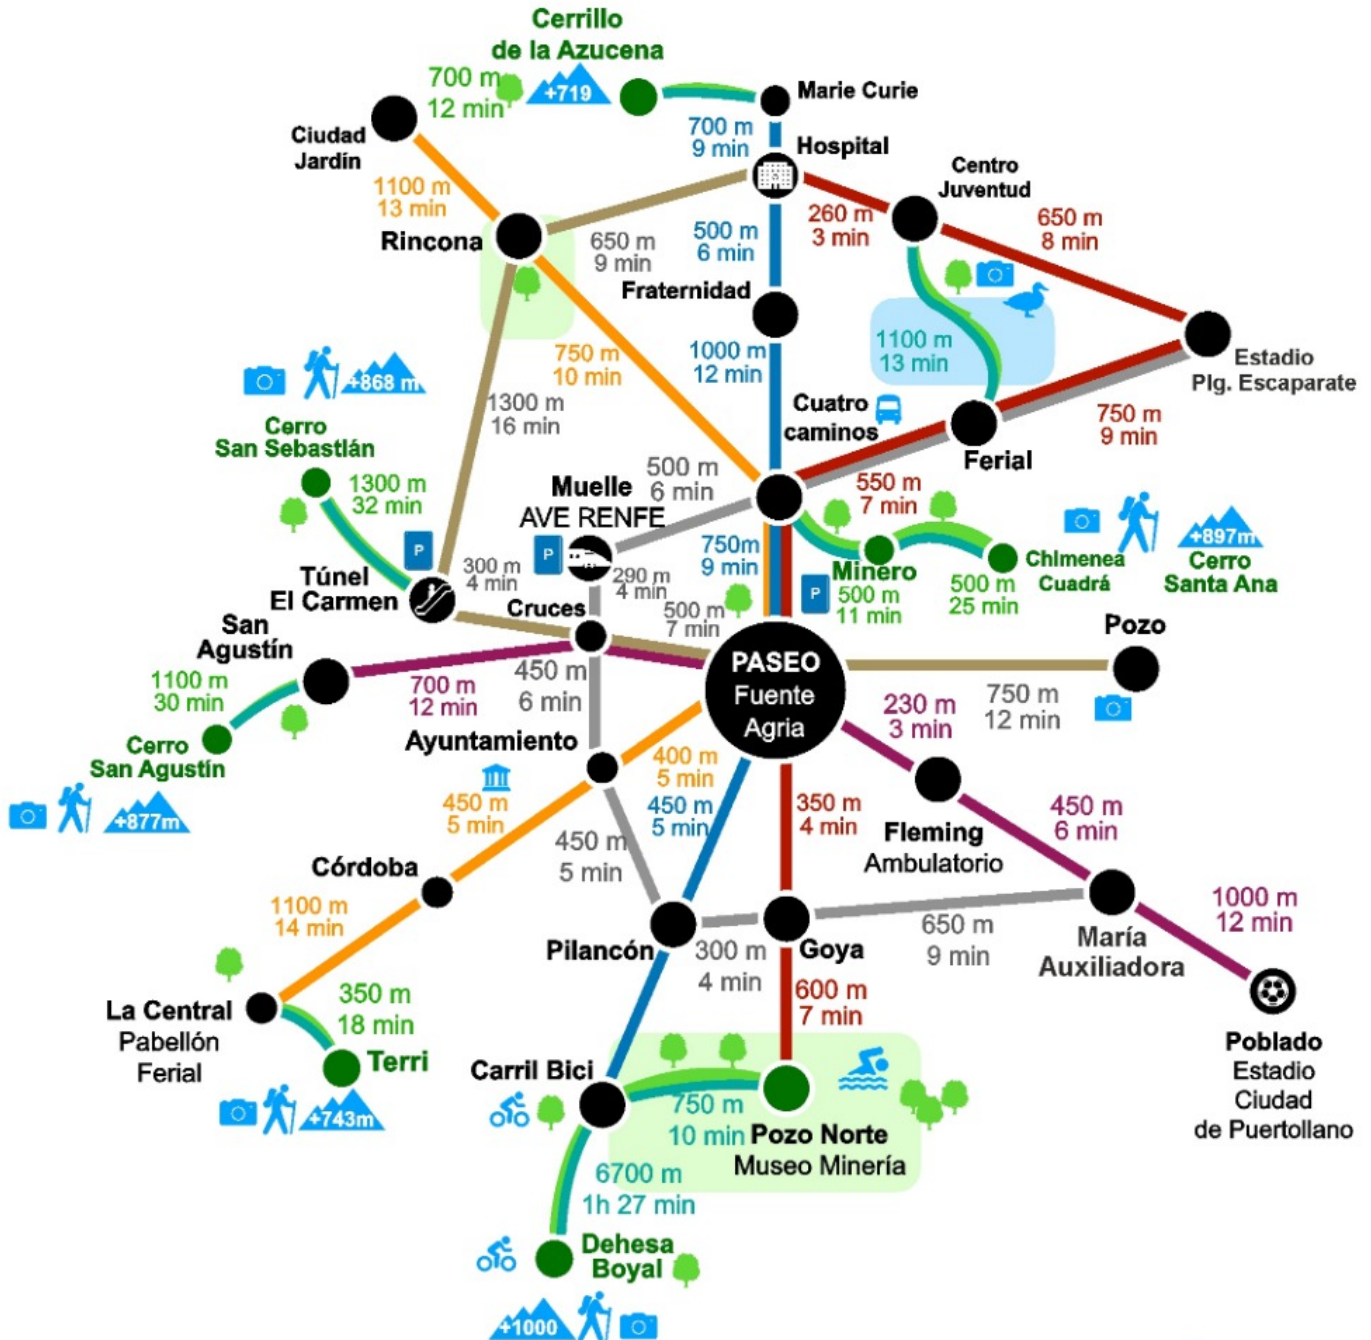 Cerrillo
de la Azucena
700 m
12 min
+719
Marie Curie
Ciudad
Jardín
700 m
9 min
Hospital
Centro
Juventud
1100 m
13 min
260 m
3 min
650 m
8 min
Rincona
650 m
9 min
500 m
6 min
Fraternidad
750 m
10 min
1000 m
12 min
1100 m
13 min
Estadio
Plg. Escaparate
+868 m
1300 m
16 min
Cuatro
caminos
750 m
9 min
Cerro
San Sebastlán
1300 m
32 min
Ferial
500 m
6 min
550 m
7 min
Muelle
AVE RENFE
P
P
750m
9 min
P
Minero
500 m
11 min
500 m
25 min
Chimenea
Cuadrá
+897m
Cerro
Santa Ana
Túnel
El Carmen
300 m
4 min
290 m
4 min
Cruces
500 m
7 min
San
Agustín
Pozo
PASEO
Fuente
Agria
1100 m
30 min
700 m
12 min
450 m
6 min
750 m
12 min
230 m
3 min
Cerro
San Agustín
+877m
Ayuntamiento
400 m
5 min
450 m
5 min
450 m
5 min
350 m
4 min
450 m
6 min
450 m
5 min
Fleming
Ambulatorio
Córdoba
1100 m
14 min
1000 m
12 min
Pilancón
300 m
4 min
Goya
650 m
9 min
María
Auxiliadora
La Central
Pabellón
Ferial
350 m
18 min
Terri
+743m
600 m
7 min
Poblado
Estadio
Ciudad
de Puertollano
Carril Bici
750 m
10 min
Pozo Norte
Museo Minería
6700 m
1h 27 min
Dehesa
Boyal
+1000